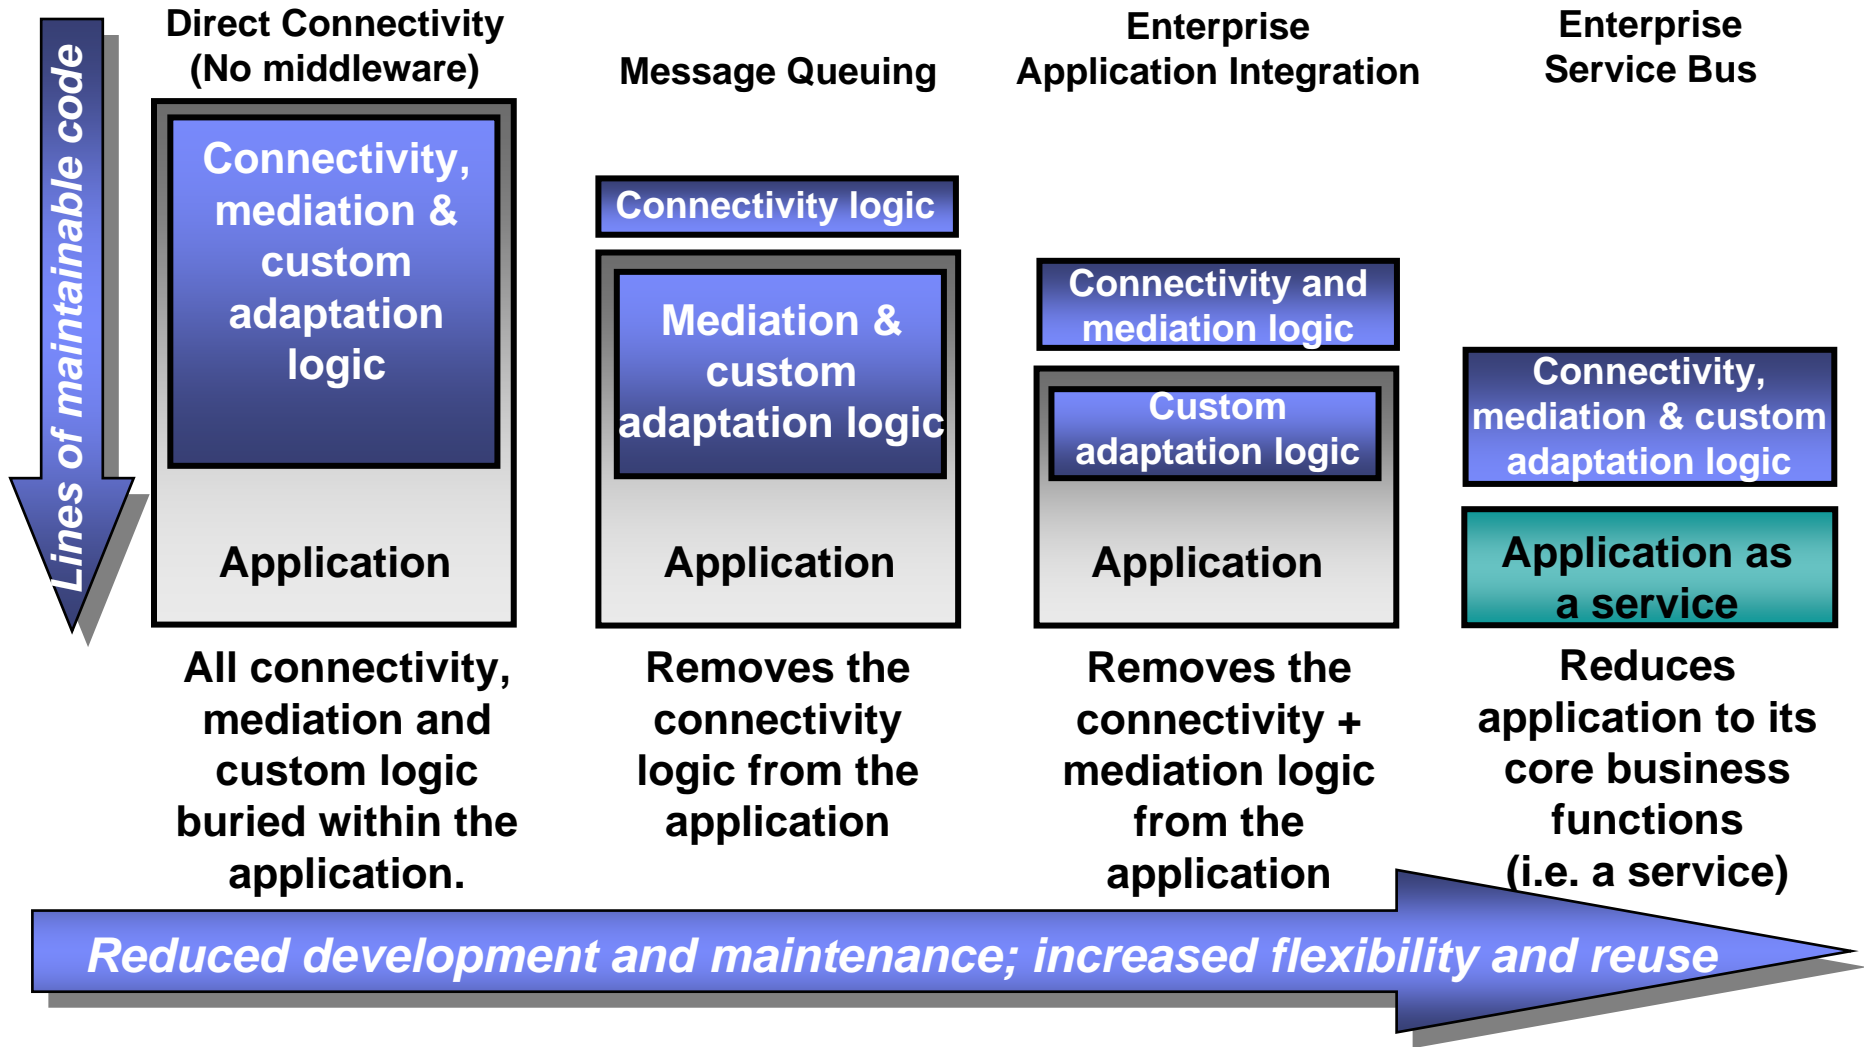 Lines of maintainable code
Direct Connectivity
(No middleware)
Connectivity,
mediation &
custom
adaptation
logic
Application
All connectivity,
mediation and
custom logic
buried within the
application.
Message Queuing
Connectivity logic
Mediation &
custom
adaptation logic
Application
Removes the
connectivity
logic from the
application
Enterprise
Application Integration
Connectivity and
mediation logic
Custom
adaptation logic
Application
Removes the
connectivity +
mediation logic
from the
application
Enterprise
Service Bus
Connectivity,
mediation & custom
adaptation logic
Application as
a service
Reduces
application to its
core business
functions
(i.e. a service)
Reduced development and maintenance; increased flexibility and reuse